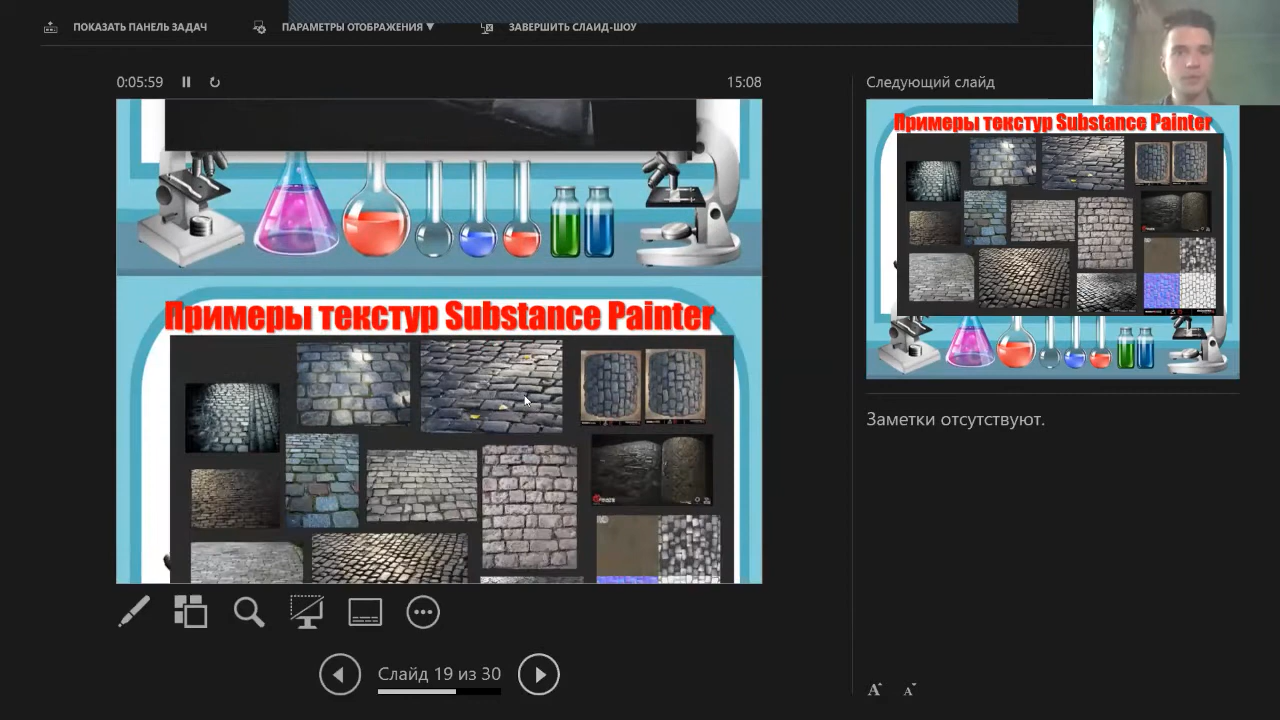 ПОКАЗАТЬ ПАНЕЛЬ ЗАДАЧ
ПАРАМЕТРЫ ОТОБРАЖЕНИЯ ▼
ЗАВЕРШИТЬ СЛАЙД-ШОУ
0:05:59
15:08
Следующий слайд
Примеры текстур Substance Painter
Примеры текстур Substance Painter
Заметки отсутствуют.
Слайд 19 из 30
A A